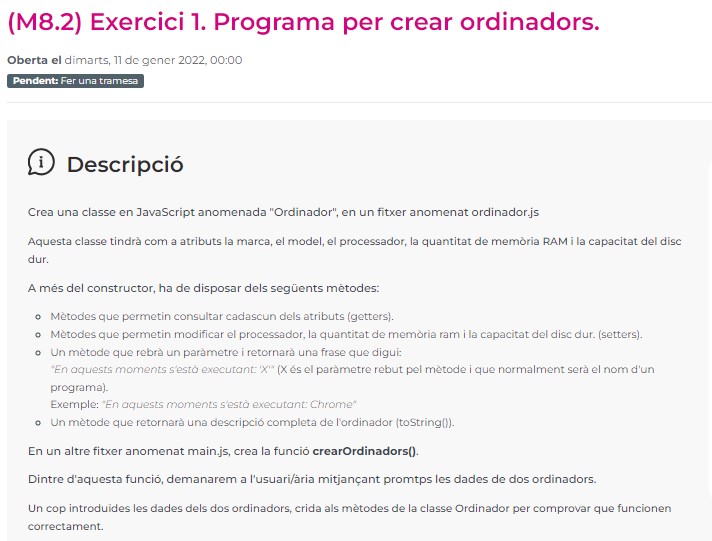 (M8.2) Exercici 1. Programa per crear ordinadors.
Oberta el dimarts, 11 de gener 2022, 00:00
Pendent: Fer una tramesa
Descripció
Crea una classe en JavaScript anomenada "Ordinador", en un fitxer anomenat ordinador.js
Aquesta classe tindrà com a atributs la marca, el model, el processador, la quantitat de memòria RAM i la capacitat del disc
dur.
A més del constructor, ha de disposar dels següents mètodes:
Mètodes que permetin consultar cadascun dels atributs (getters).
Mètodes que permetin modificar el processador, la quantitat de memòria ram i la capacitat del disc dur. (setters).
Un mètode que rebrà un paràmetre i retornarà una frase que digui:
"En aquests moments s'està executant: 'X'" (X és el paràmetre rebut pel mètode i que normalment serà el nom d'un
programa).
Exemple: "En aquests moments s'està executant: Chrome"
Un mètode que retornarà una descripció completa de l'ordinador (toString()).
En un altre fitxer anomenat main.js, crea la funció crearOrdinadors().
Dintre d'aquesta funció, demanarem a l'usuari/ària mitjançant promtps les dades de dos ordinadors.
Un cop introduïdes les dades dels dos ordinadors, crida als mètodes de la classe Ordinador per comprovar que funcionen
correctament.